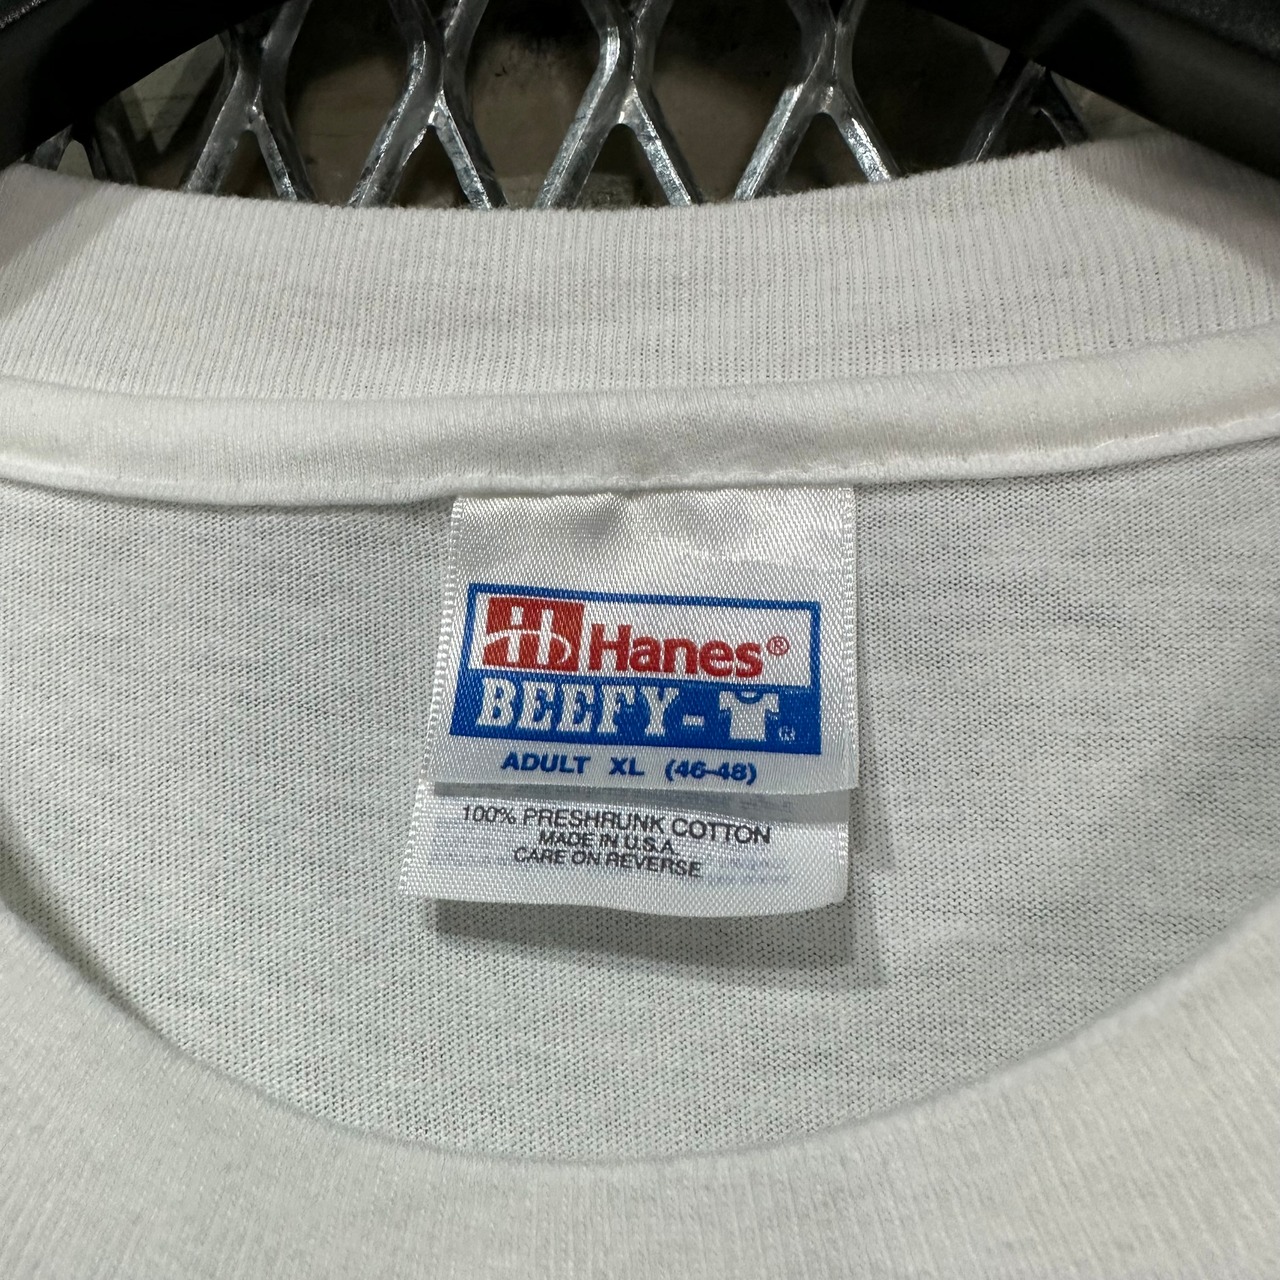 Hanes®
BEEFY-T®
ADULT XL (46-48)
100% PRESHRUNK COTTON
MADE IN U.S.A.
CARE ON REVERSE